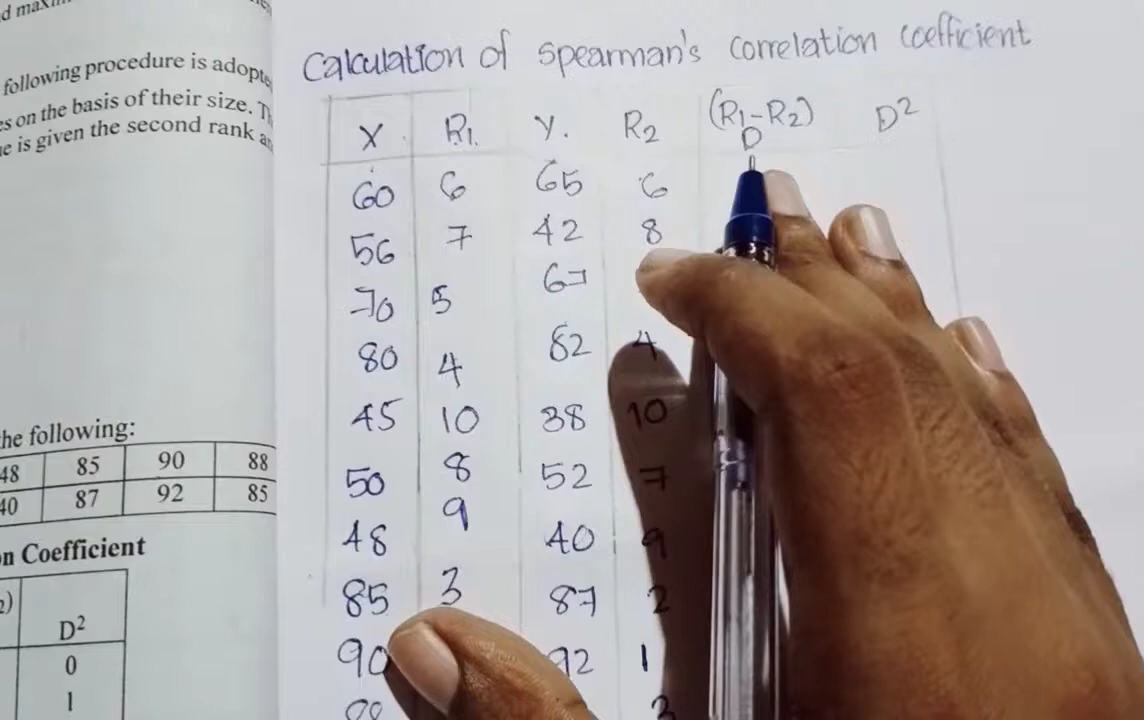 d max
following procedure is adopte
es on the basis of their size.
e is given the second rank
he following:
48 85 90 88
40 87 92 85
n Coefficient
D²
0
1
Calculation of Spearman's correlation coefficient
X R1. Y. R2 (R1-R2) D D²
60 6 65 6
56 7 42 8
70 5 67
80 4 82 4
45 10 38 10
50 8 52 7
48 9 40 9
85 3 87 2
90 92 1
3